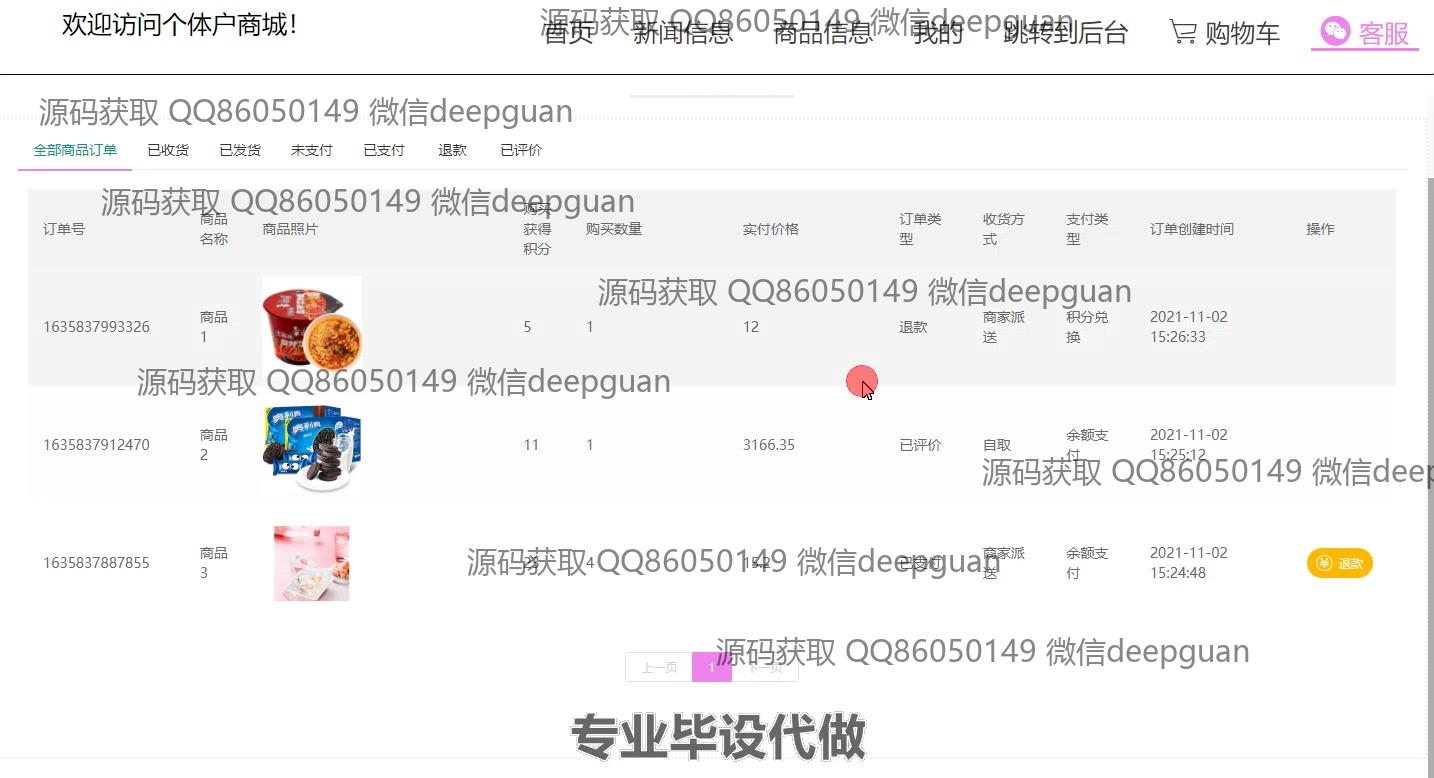 欢迎访问个体户商城！
首页 新闻信息 商品信息 我的 跳转到后台 购物车 客服
源码获取 QQ86050149 微信deepguan
源码获取 QQ86050149 微信deepguan
全部商品订单 已收货 已发货 未支付 已支付 退款 已评价
源码获取 QQ86050149 微信deepguan
订单号 商品名称 商品照片 购买获得积分 购买数量 实付价格 订单类型 收货方式 支付类型 订单创建时间 操作
源码获取 QQ86050149 微信deepguan
1635837993326 商品1 5 1 12 退款 商家派送 积分兑换 2021-11-02 15:26:33
源码获取 QQ86050149 微信deepguan
奥利奥
奥利奥
1635837912470 商品2 11 1 3166.35 已评价 自取 余额支付 2021-11-02 15:25:12
源码获取 QQ86050149 微信deep
1635837887855 商品3 4 已支付 商家派送 余额支付 2021-11-02 15:24:48 退款
源码获取 QQ86050149 微信deepguan
源码获取 QQ86050149 微信deepguan
上一页 1 下一页
专业毕设代做